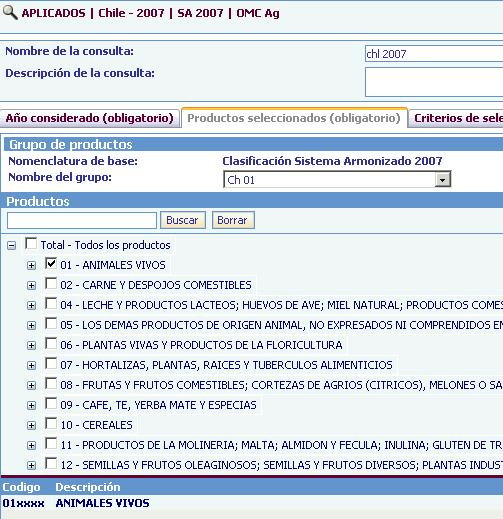 APLICADOS | Chile - 2007 | SA 2007 | OMC Ag
Nombre de la consulta: chl 2007
Descripción de la consulta:
Año considerado (obligatorio) Productos seleccionados (obligatorio) Criterios de sele
Grupo de productos
Nomenclatura de base: Clasificación Sistema Armonizado 2007
Nombre del grupo: Ch 01
Productos
Buscar Borrar
Total - Todos los productos
01 - ANIMALES VIVOS
02 - CARNE Y DESPOJOS COMESTIBLES
04 - LECHE Y PRODUCTOS LACTEOS; HUEVOS DE AVE; MIEL NATURAL; PRODUCTOS COMES
05 - LOS DEMAS PRODUCTOS DE ORIGEN ANIMAL, NO EXPRESADOS NI COMPRENDIDOS EN
06 - PLANTAS VIVAS Y PRODUCTOS DE LA FLORICULTURA
07 - HORTALIZAS, PLANTAS, RAICES Y TUBERCULOS ALIMENTICIOS
08 - FRUTAS Y FRUTOS COMESTIBLES; CORTEZAS DE AGRIOS (CITRICOS), MELONES O SA
09 - CAFE, TE, YERBA MATE Y ESPECIAS
10 - CEREALES
11 - PRODUCTOS DE LA MOLINERIA; MALTA; ALMIDON Y FECULA; INULINA; GLUTEN DE TR
12 - SEMILLAS Y FRUTOS OLEAGINOSOS; SEMILLAS Y FRUTOS DIVERSOS; PLANTAS INDUST
Codigo Descripción
01xxxx ANIMALES VIVOS